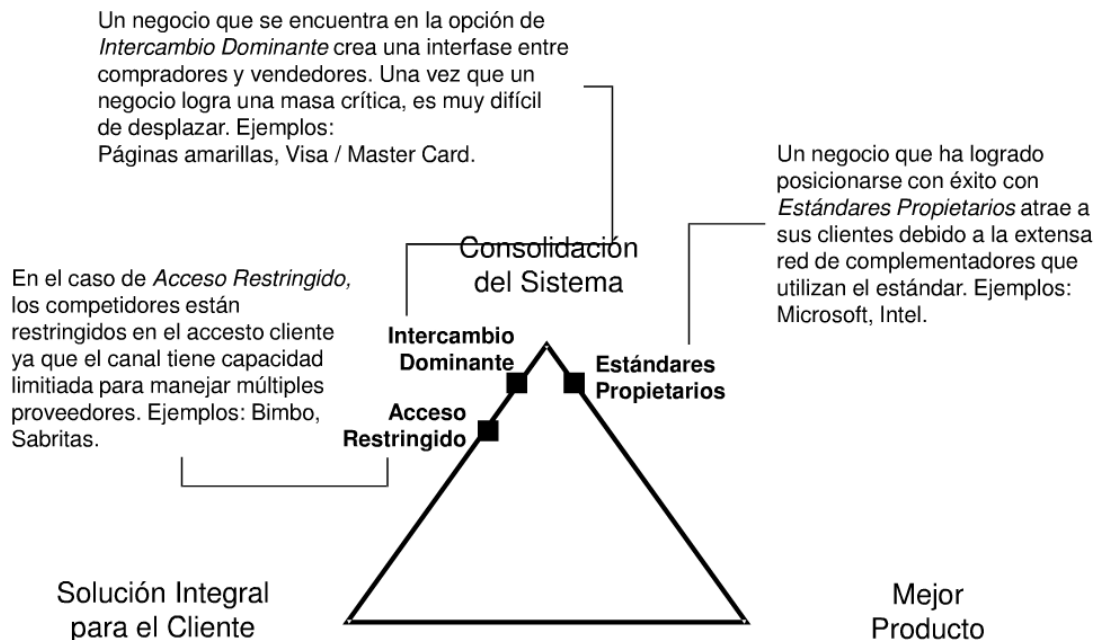 Un negocio que se encuentra en la opción de
Intercambio Dominante crea una interfase entre
compradores y vendedores. Una vez que un
negocio logra una masa crítica, es muy difícil
de desplazar. Ejemplos:
Páginas amarillas, Visa / Master Card.
Un negocio que ha logrado
posicionarse con éxito con
Estándares Propietarios atrae a
sus clientes debido a la extensa
red de complementadores que
utilizan el estándar. Ejemplos:
Microsoft, Intel.
En el caso de Acceso Restringido,
los competidores están
restringidos en el accesto cliente
ya que el canal tiene capacidad
limitiada para manejar múltiples
proveedores. Ejemplos: Bimbo,
Sabritas.
Consolidación
del Sistema
Intercambio
Dominante
Estándares
Propietarios
Acceso
Restringido
Solución Integral
para el Cliente
Mejor
Producto